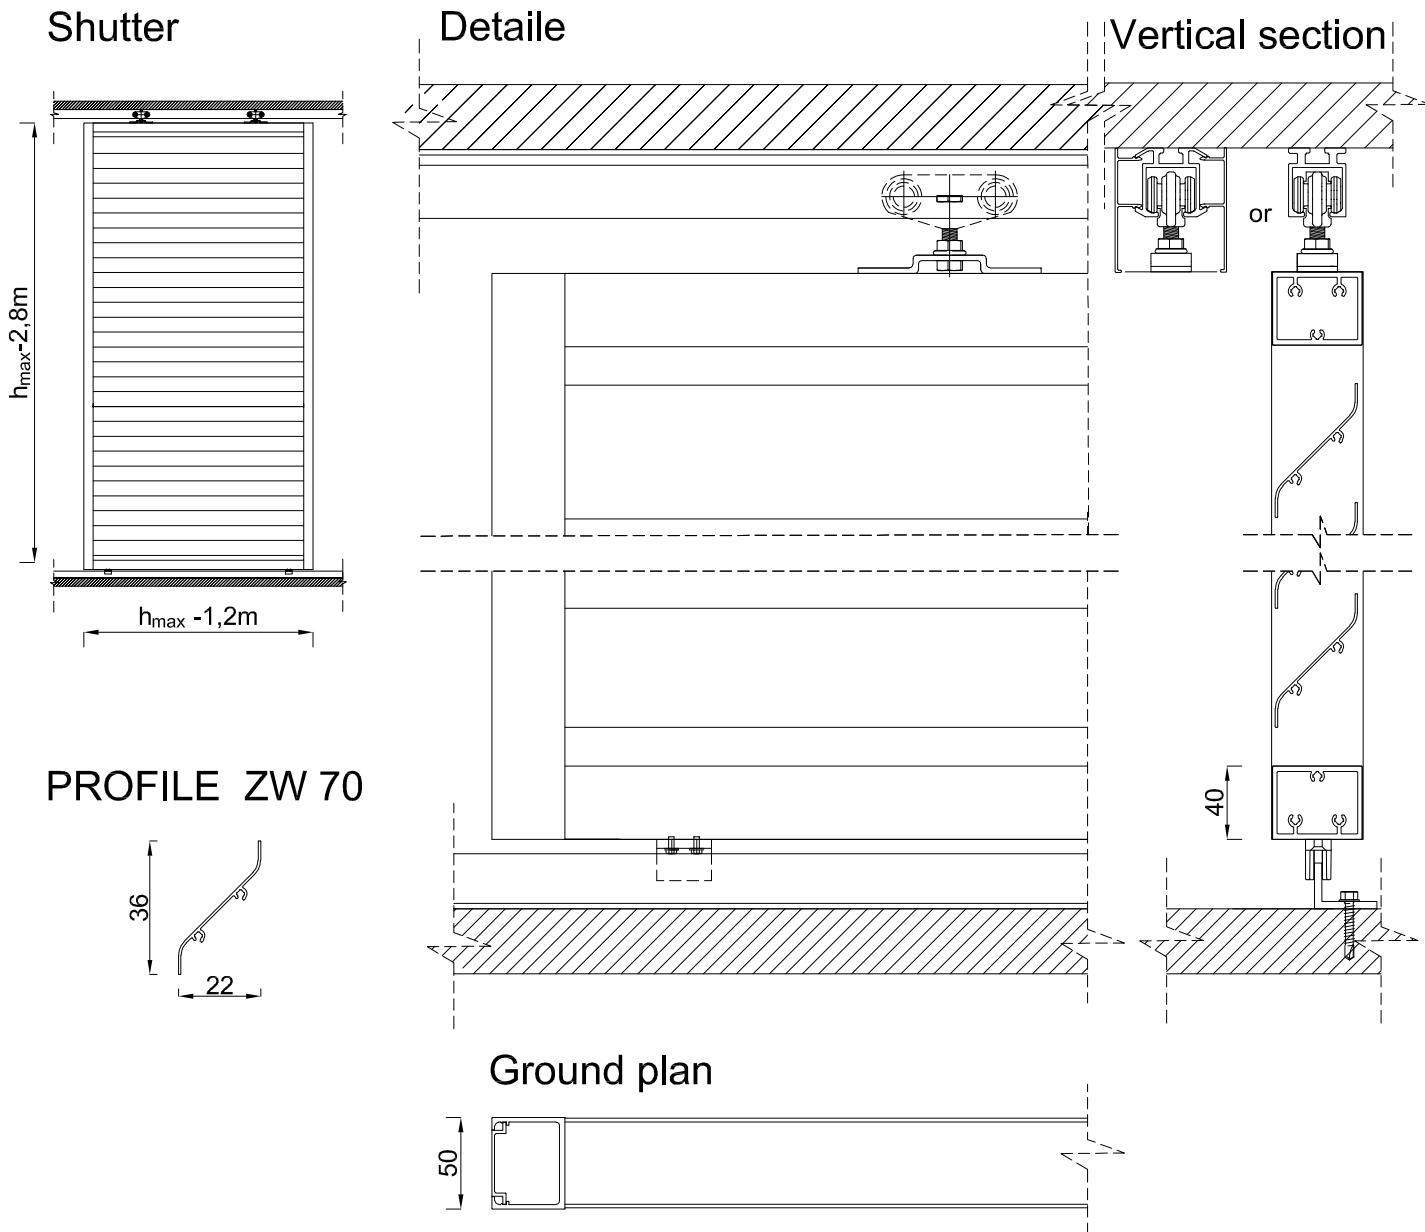 Shutter
Detaile
Vertical section
or
hmax-2,8m
hmax -1,2m
PROFILE ZW 70
36
22
40
Ground plan
50